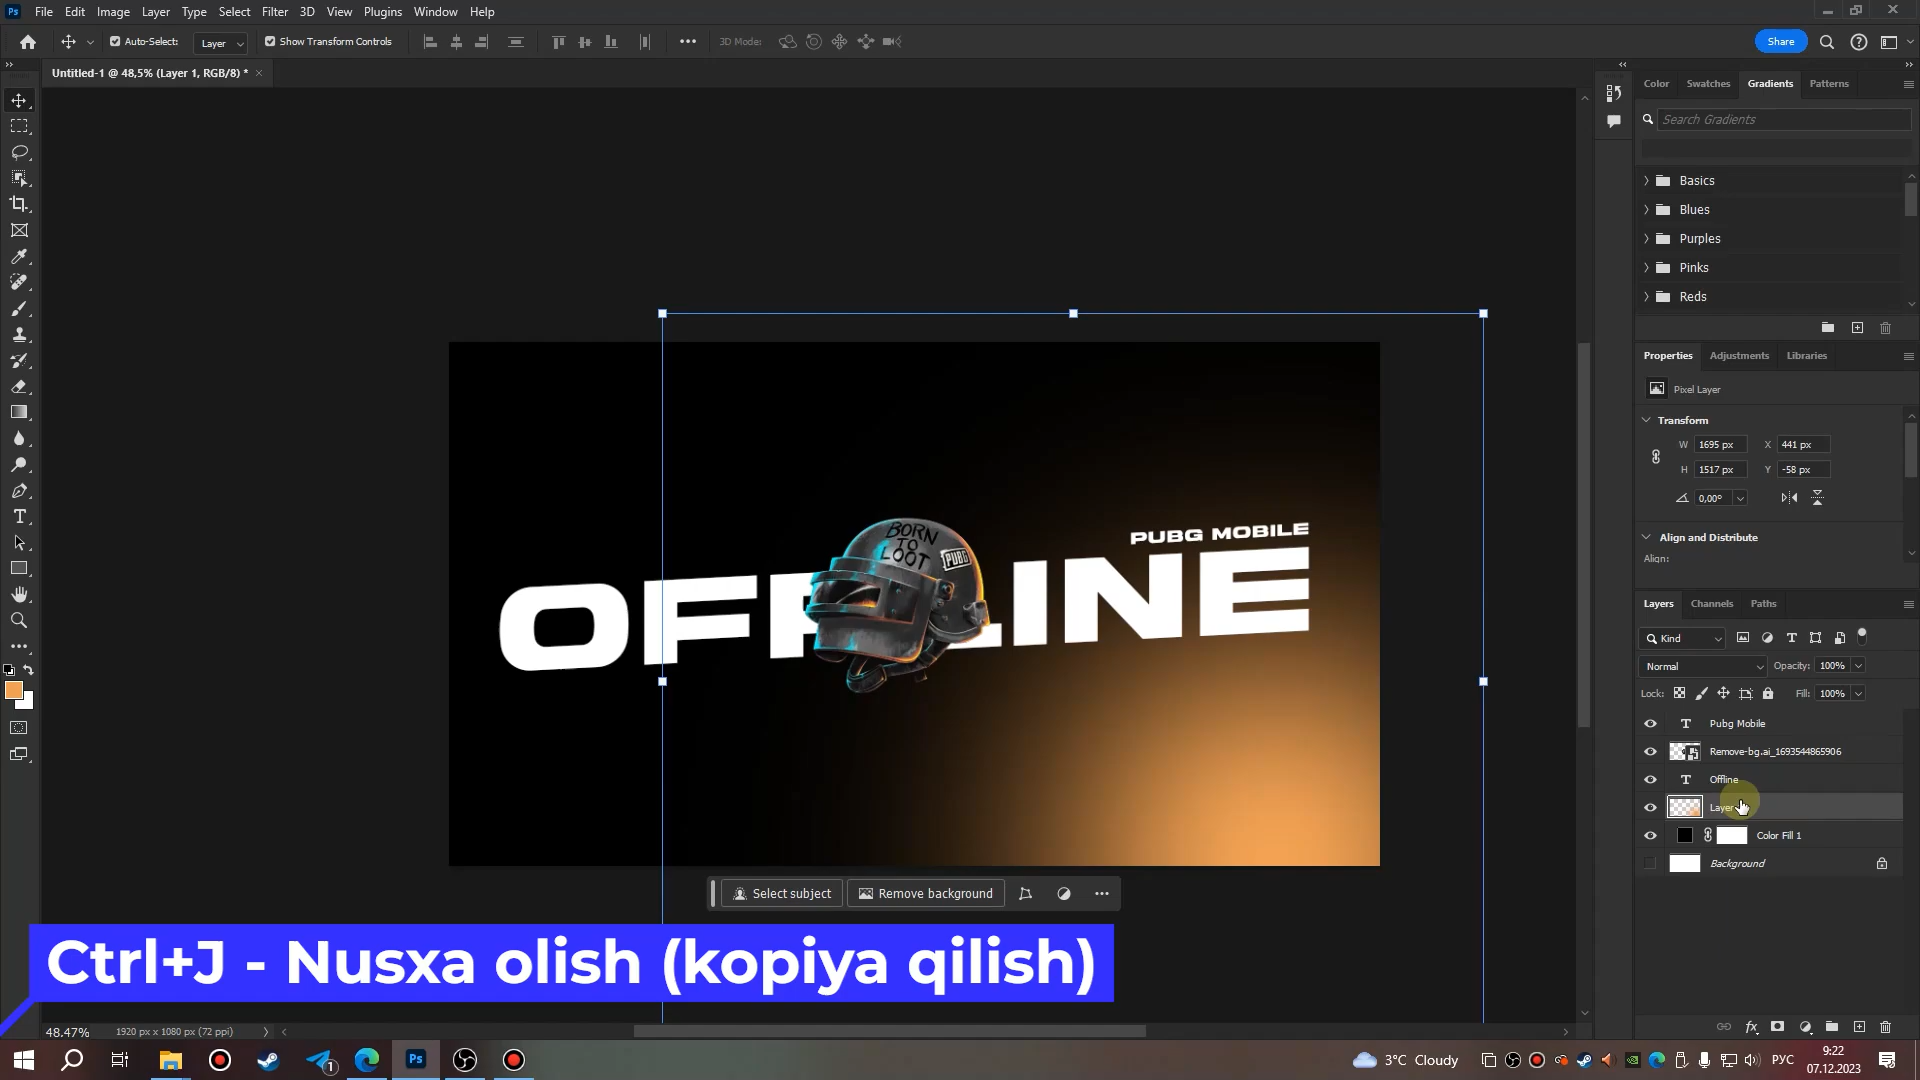 Ps File Edit Image Layer Type Select Filter 3D View Plugins Window Help
Auto-Select: Layer Show Transform Controls 3D Mode: Share
Untitled-1 @ 48,5% (Layer 1, RGB/8) *
Color Swatches Gradients Patterns
Search Gradients
Basics
Blues
Purples
Pinks
Reds
Properties Adjustments Libraries
Pixel Layer
Transform
W 1695 px X 441 px
H 1517 px Y -58 px
0,00°
Align and Distribute
Align:
BORN
TO
LOOT
PUBG
PUBG MOBILE
OFFLINE
Layers Channels Paths
Kind
Normal Opacity: 100%
Lock: Fill: 100%
Pubg Mobile
Remove-bg.ai_1693544865906
Offline
Layer
Color Fill 1
Background
Select subject Remove background
Ctrl+J - Nusxa olish (kopiya qilish)
48.47% 1920 px x 1080 px (72 ppi)
1 Ps 3°C Cloudy РУС 9:22
07.12.2023